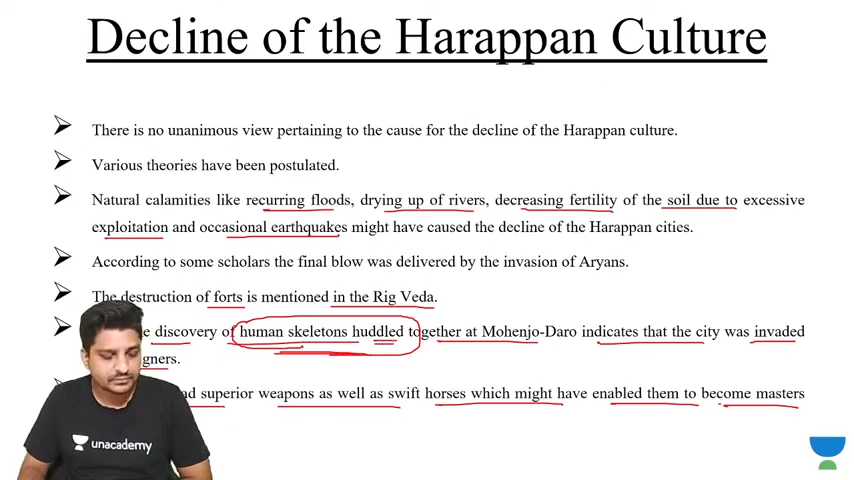 Decline of the Harappan Culture
There is no unanimous view pertaining to the cause for the decline of the Harappan culture.
Various theories have been postulated.
Natural calamities like recurring floods, drying up of rivers, decreasing fertility of the soil due to excessive
exploitation and occasional earthquakes might have caused the decline of the Harappan cities.
According to some scholars the final blow was delivered by the invasion of Aryans.
The destruction of forts is mentioned in the Rig Veda.
discovery of human skeletons huddled together at Mohenjo-Daro indicates that the city was invaded
superior weapons as well as swift horses which might have enabled them to become masters
unacademy